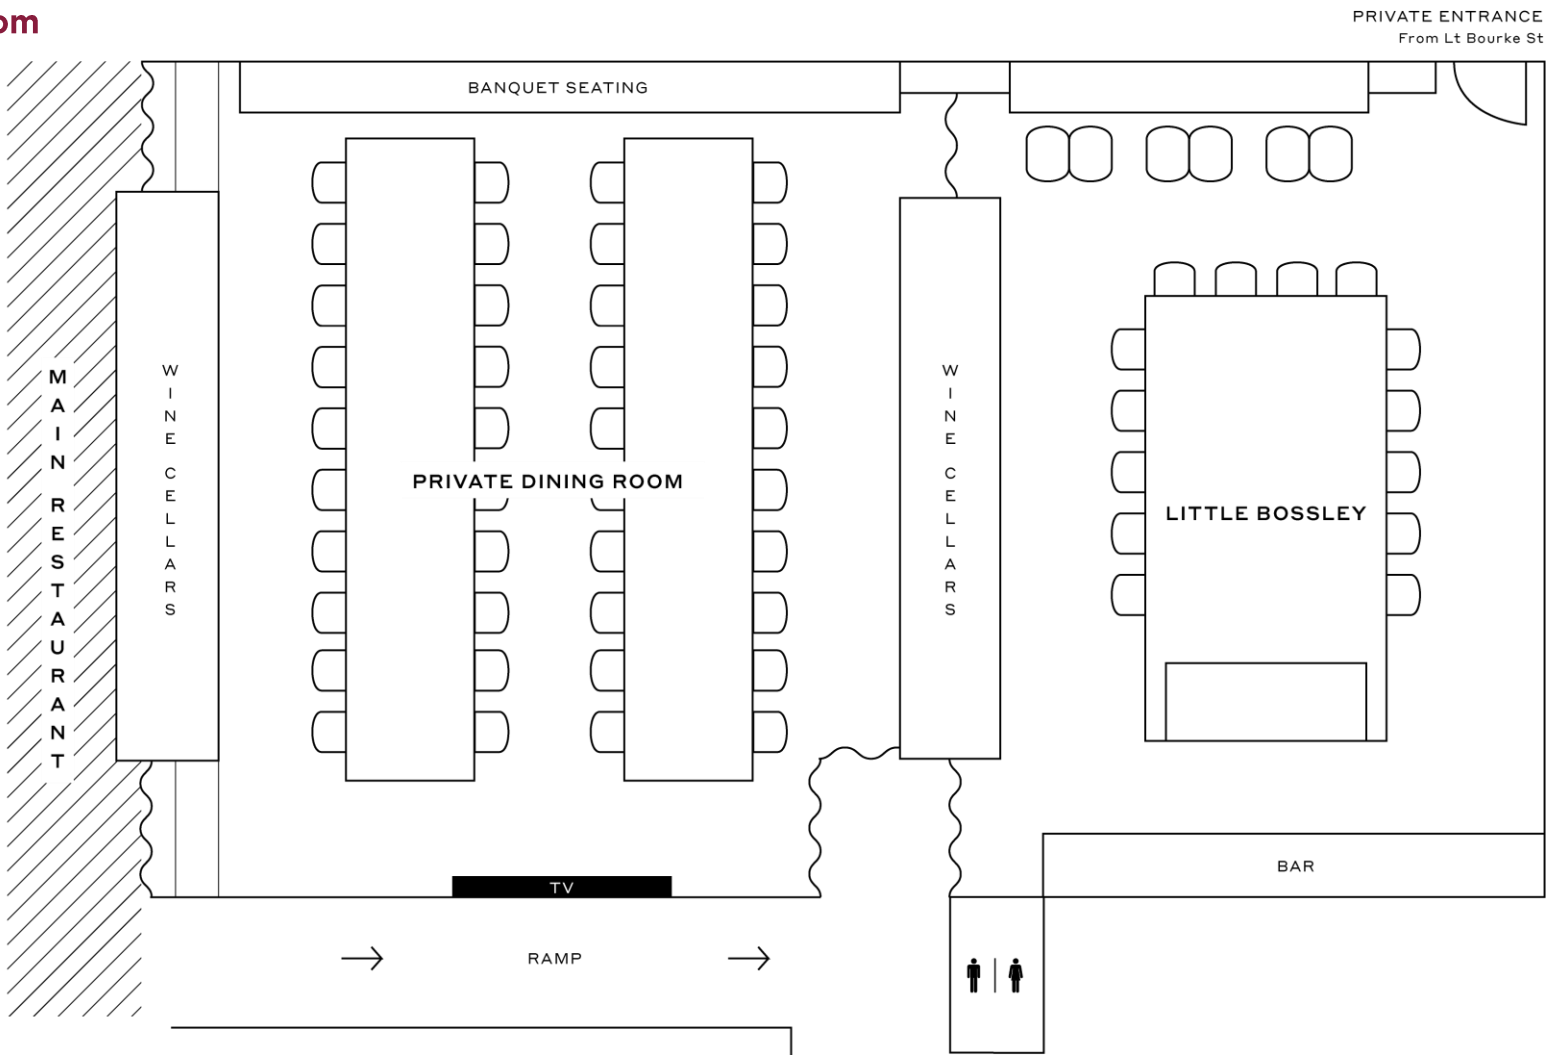 om
PRIVATE ENTRANCE
From Lt Bourke St
BANQUET SEATING
MAIN RESTAURANT
WINE CELLARS
PRIVATE DINING ROOM
WINE CELLARS
LITTLE BOSSLEY
BAR
TV
RAMP